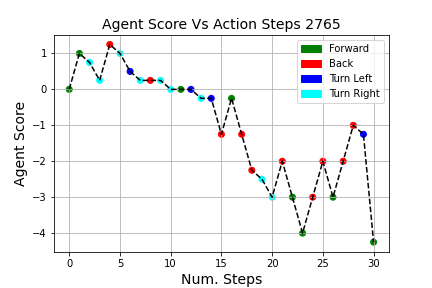 Agent Score Vs Action Steps 2765
Forward
Back
Turn Left
Turn Right
Agent Score
1
0
−1
−2
−3
−4
0
5
10
15
20
25
30
Num. Steps